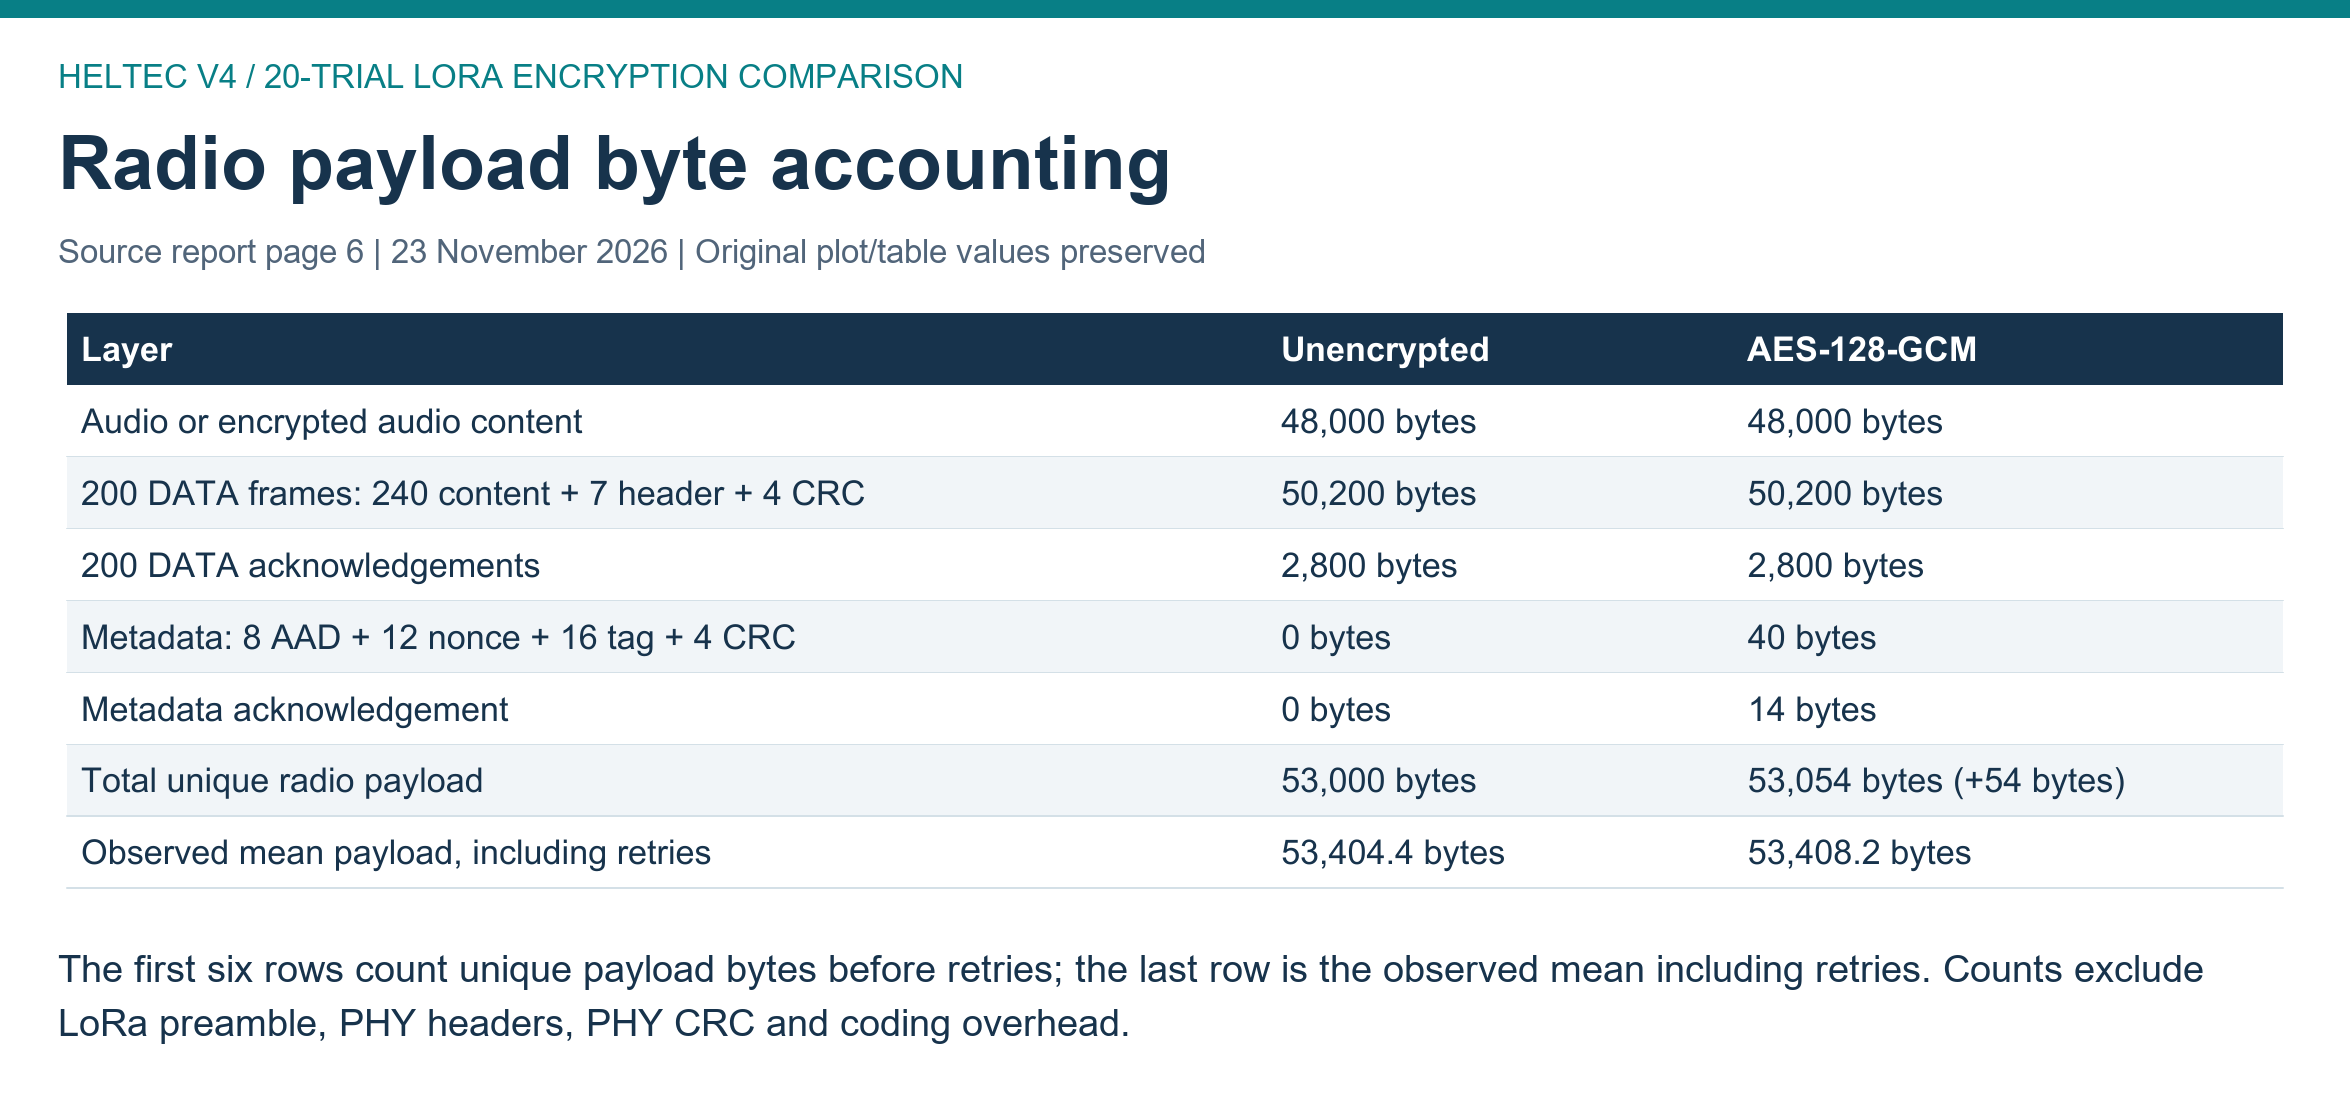 HELTEC V4 / 20-TRIAL LORA ENCRYPTION COMPARISON
Radio payload byte accounting
Source report page 6 | 23 November 2026 | Original plot/table values preserved
Layer Unencrypted AES-128-GCM
Audio or encrypted audio content 48,000 bytes 48,000 bytes
200 DATA frames: 240 content + 7 header + 4 CRC 50,200 bytes 50,200 bytes
200 DATA acknowledgements 2,800 bytes 2,800 bytes
Metadata: 8 AAD + 12 nonce + 16 tag + 4 CRC 0 bytes 40 bytes
Metadata acknowledgement 0 bytes 14 bytes
Total unique radio payload 53,000 bytes 53,054 bytes (+54 bytes)
Observed mean payload, including retries 53,404.4 bytes 53,408.2 bytes
The first six rows count unique payload bytes before retries; the last row is the observed mean including retries. Counts exclude
LoRa preamble, PHY headers, PHY CRC and coding overhead.